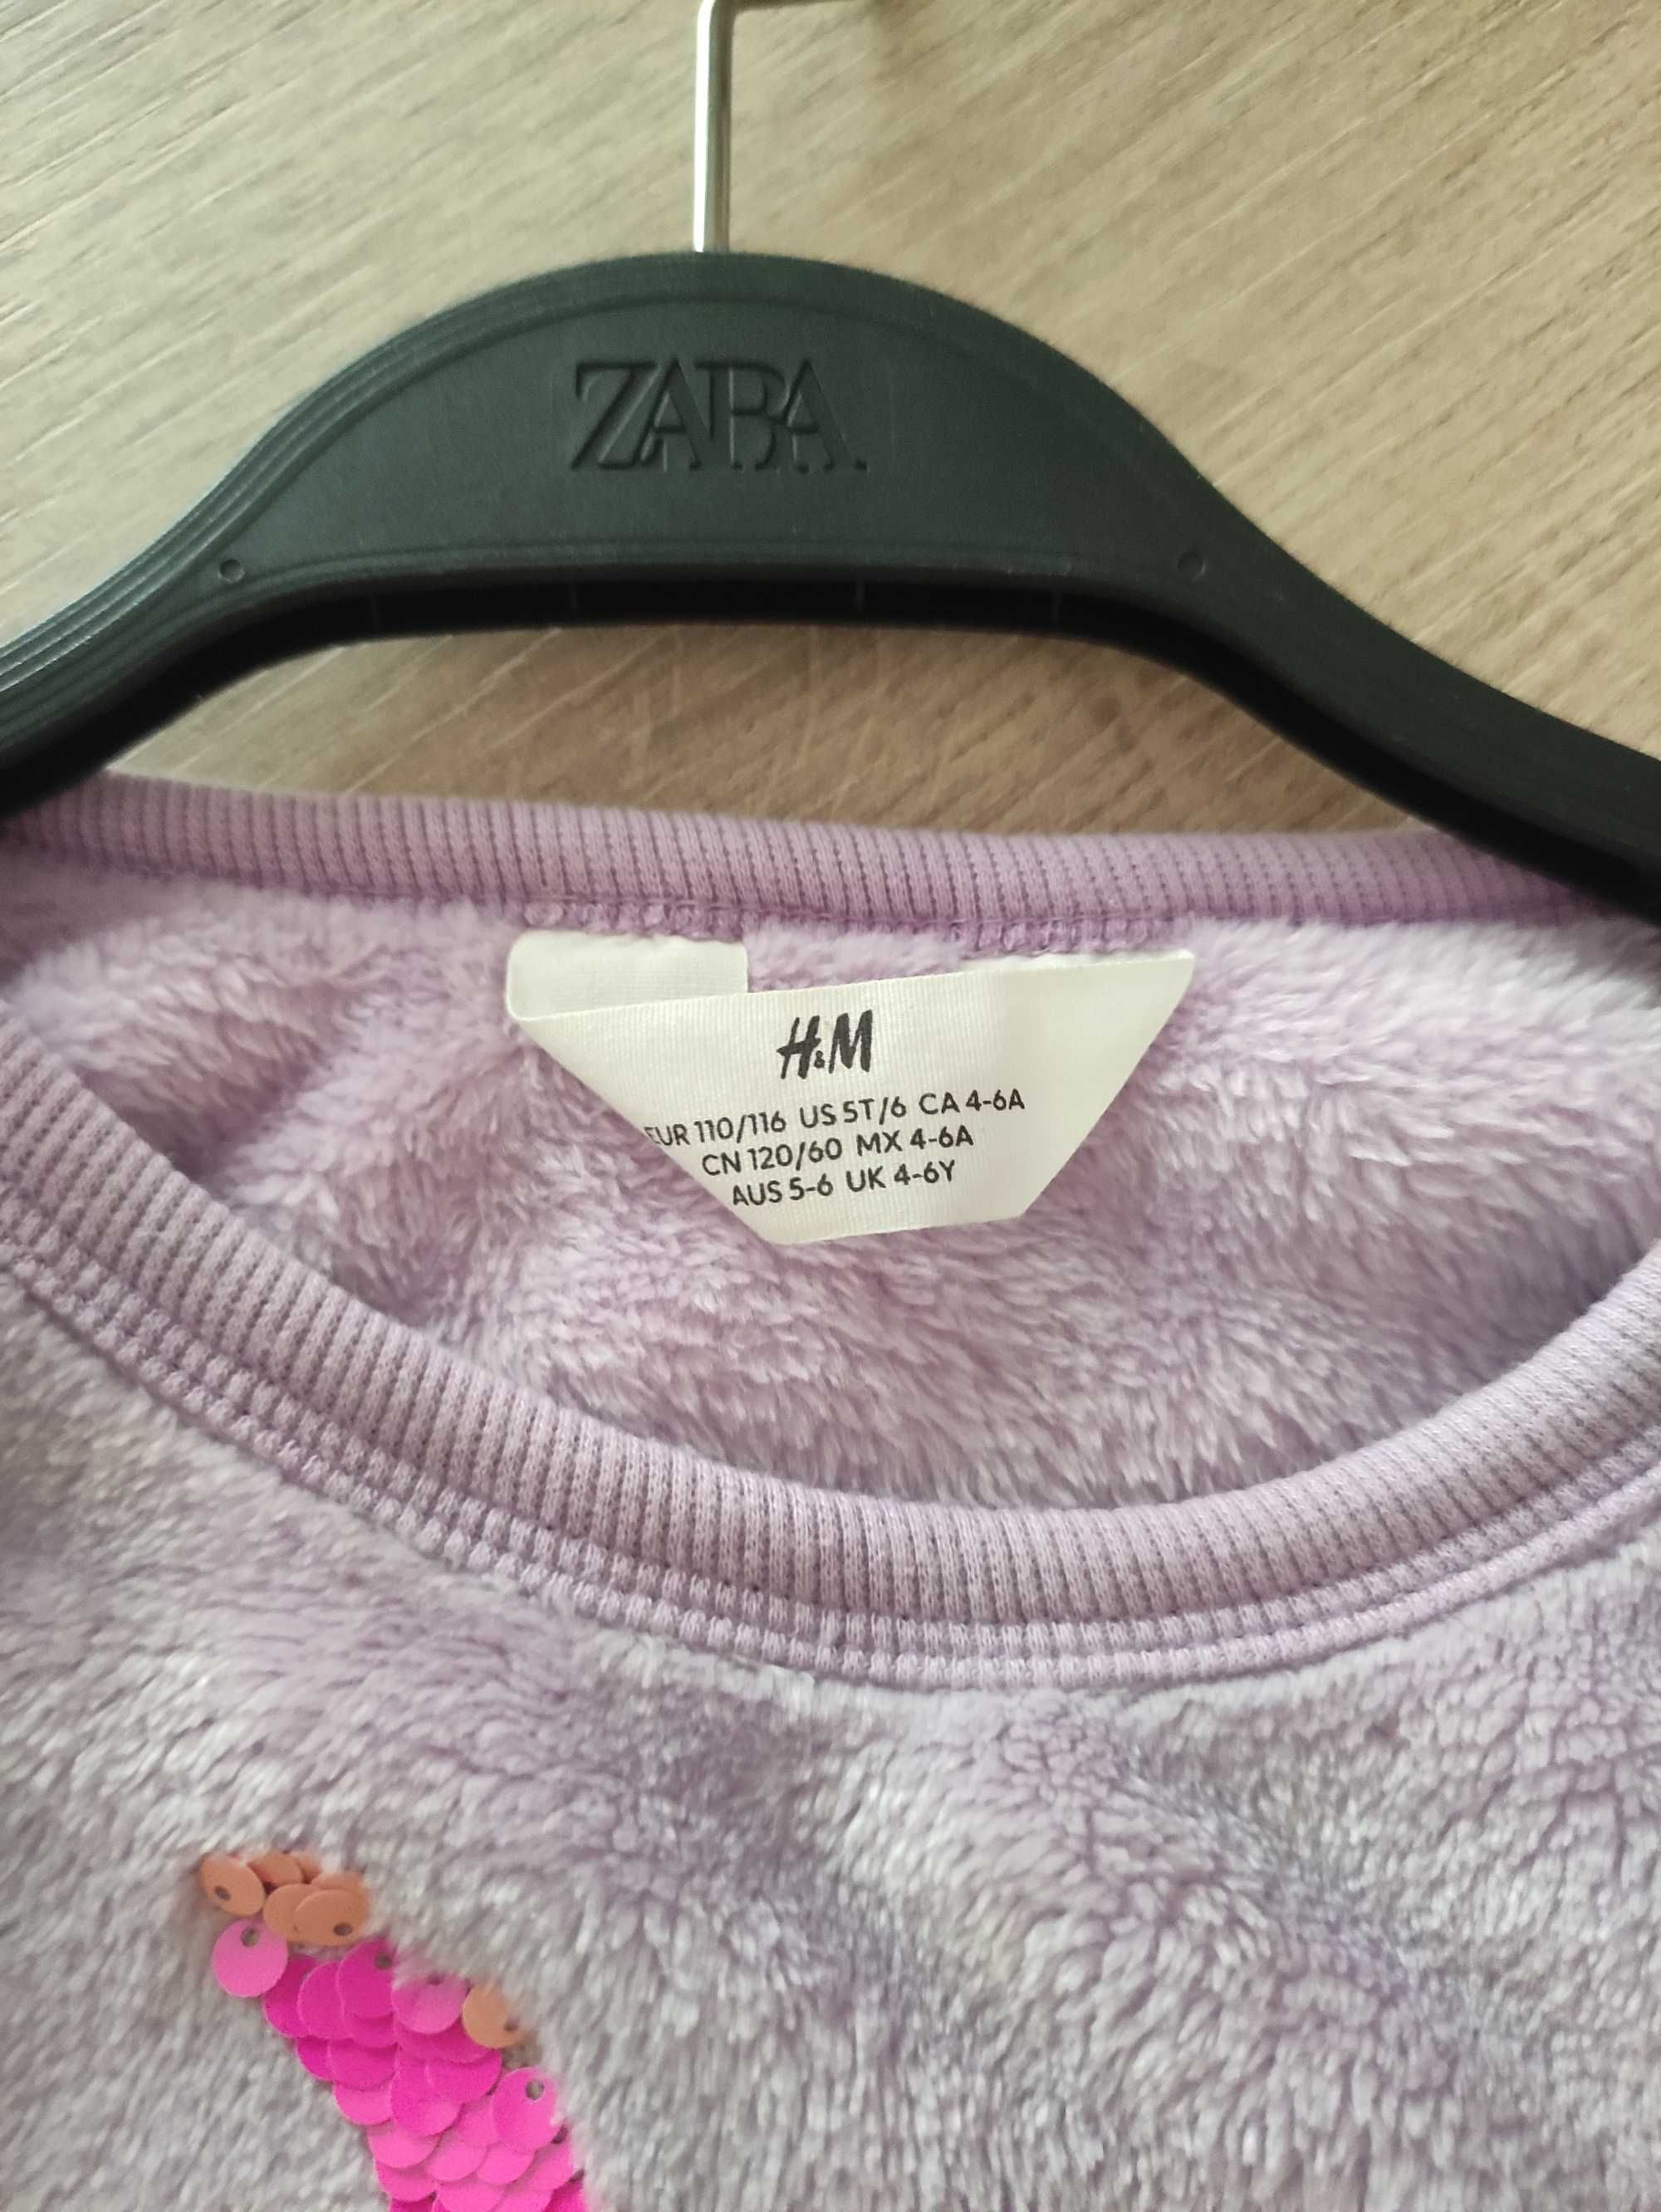 ZARA
H&M
EUR 110/116 US 5T/6 CA 4-6A
CN 120/60 MX 4-6A
AUS 5-6 UK 4-6Y